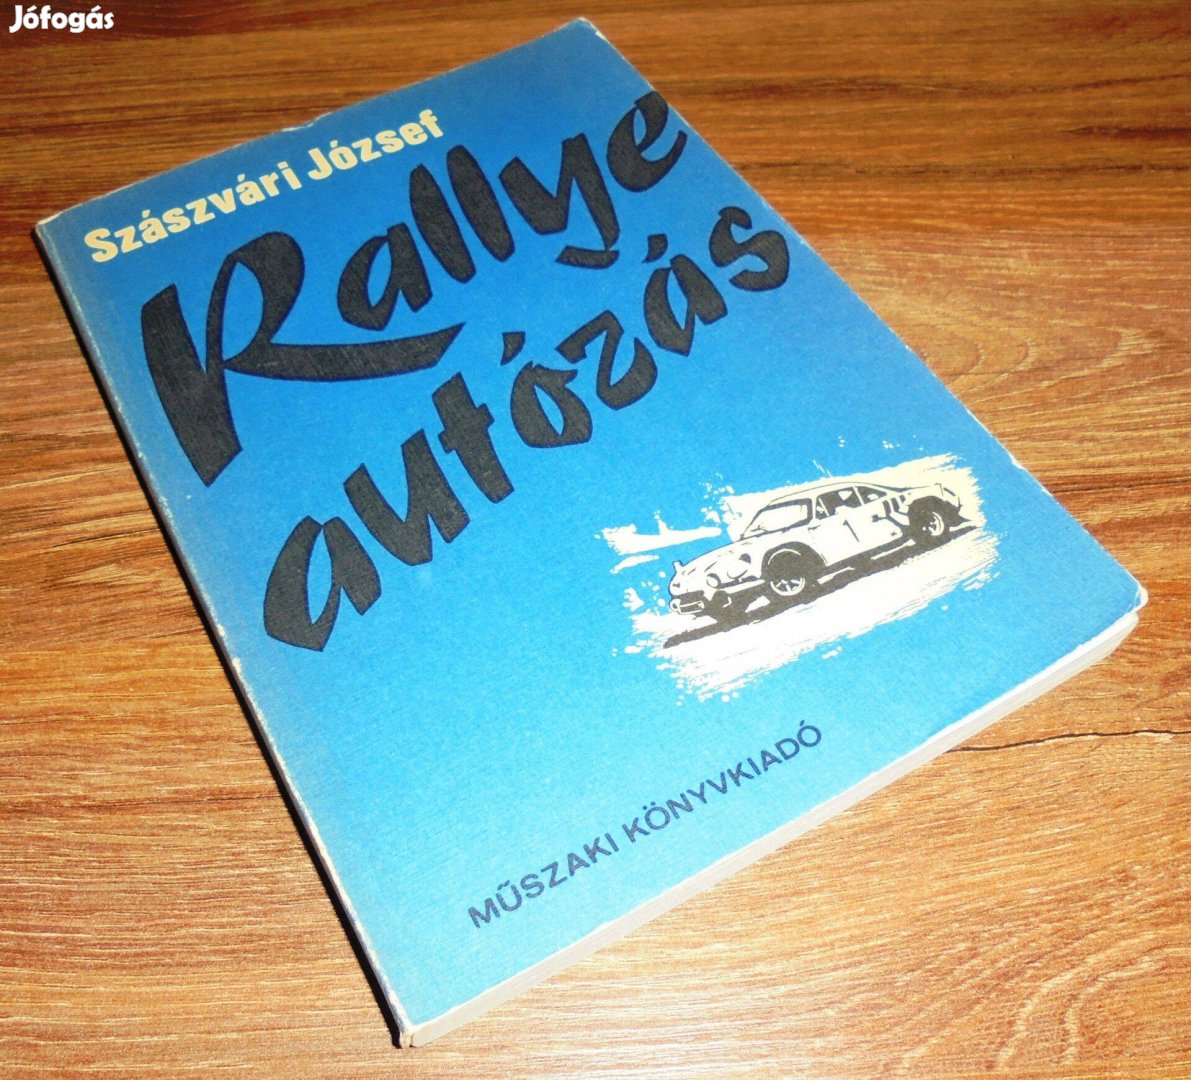 Jófogás
Szászvári József
Rallye
autózás
1
MŰSZAKI KÖNYVKIADÓ